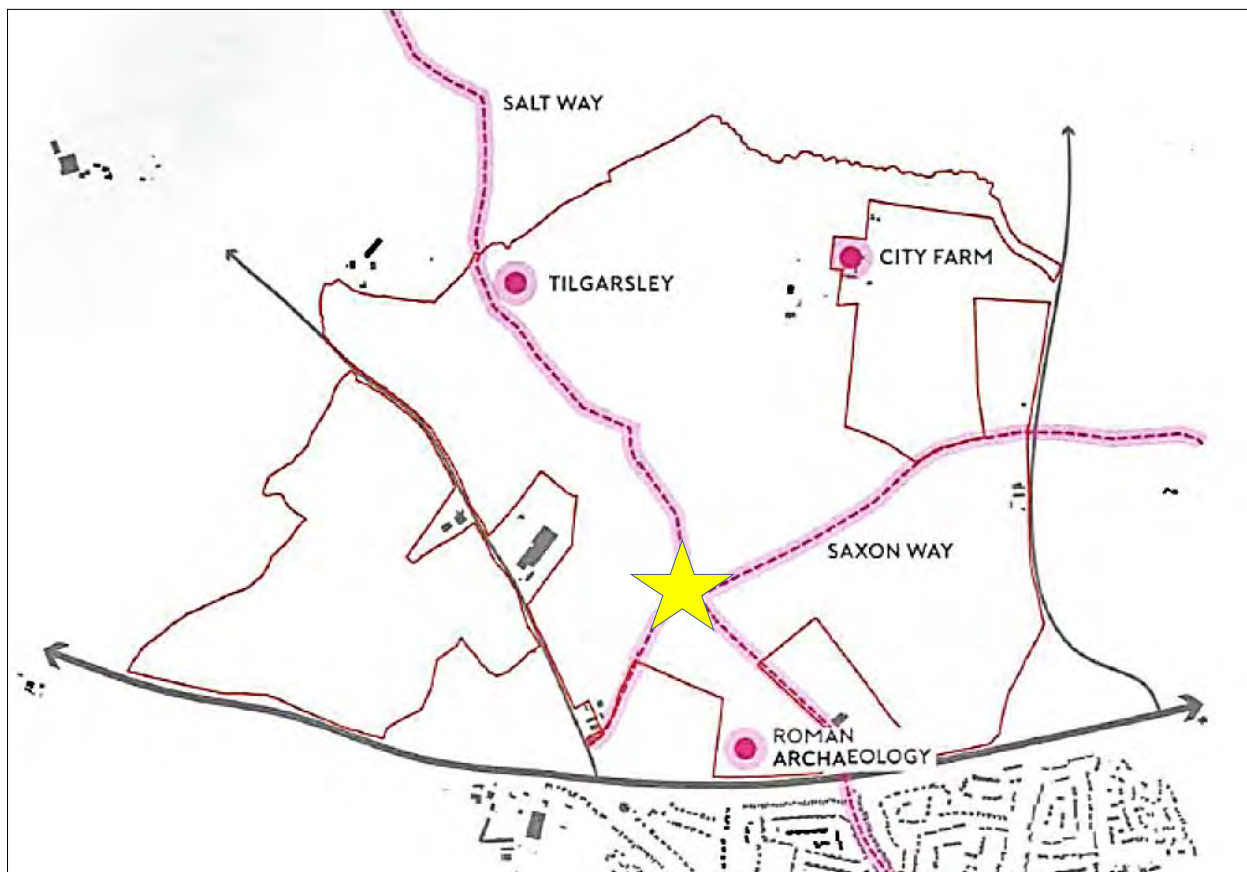 SALT WAY
CITY FARM
TILGARSLEY
SAXON WAY
ROMAN
ARCHAEOLOGY